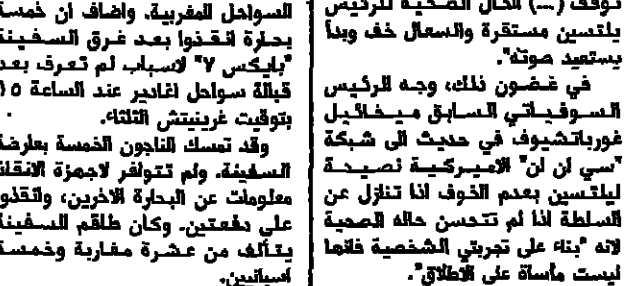 توقف (...) الحال الصحية للرئيس
يلتسين مستقرة والسعال خف وبدأ
يستعيد صوته".
في غضون ذلك، وجه الرئيس
السوفياتي السابق ميخائيل
غورباتشيوف في حديث الى شبكة
"سي ان ان" الاميركية نصيحة
ليلتسين بعدم الخوف اذا تنازل عن
السلطة اذا لم تتحسن حاله الصحية
لانه "بناء على تجربتي الشخصية فانها
ليست مأساة على الاطلاق".
السواحل المغربية. واضاف ان خمسة
بحارة انقذوا بعد غرق السفينة
"بايكس ٧" لاسباب لم تعرف بعد
قبالة سواحل اغادير عند الساعة ١٥
بتوقيت غرينيتش الثلثاء.
وقد تمسك الناجون الخمسة بعارضة
السفينة. ولم تتوافر لاجهزة الانقاذ
معلومات عن البحارة الآخرين، وانقذوا
على دفعتين. وكان طاقم السفينة
يتألف من عشرة مغاربة وخمسة
اسبانيين.